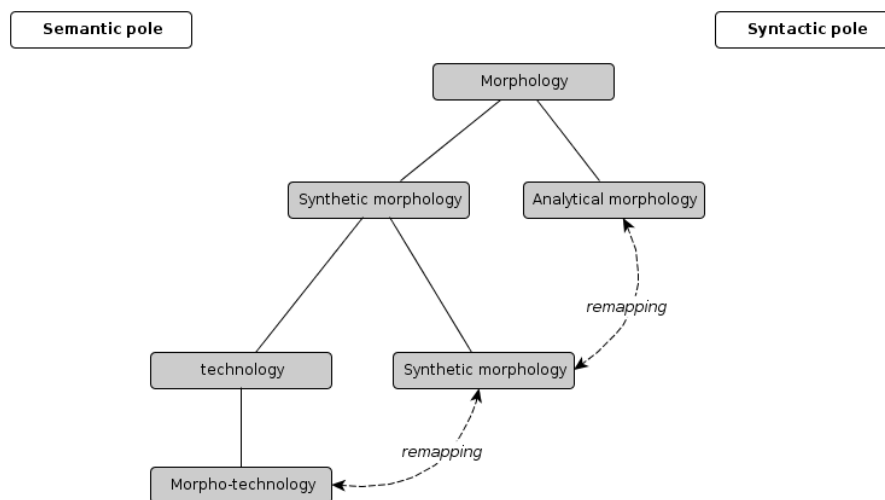 Semantic pole
Syntactic pole
Morphology
Synthetic morphology
Analytical morphology
remapping
technology
Synthetic morphology
remapping
Morpho-technology